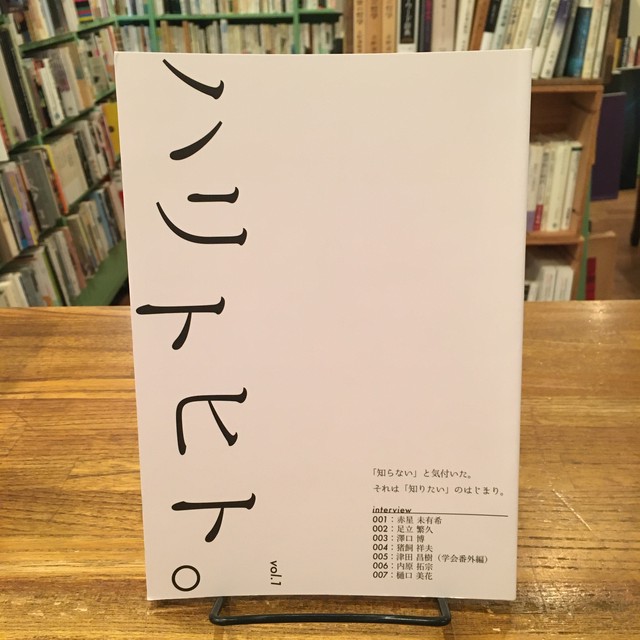 ハリトヒト。
vol.1
「知らない」と気付いた。
それは「知りたい」のはじまり。
interview
001：赤星 未有希
002：足立 繁久
003：澤口 博
004：猪飼 祥夫
005：津田 昌樹（学会番外編）
006：内原 拓宗
007：樋口 美花